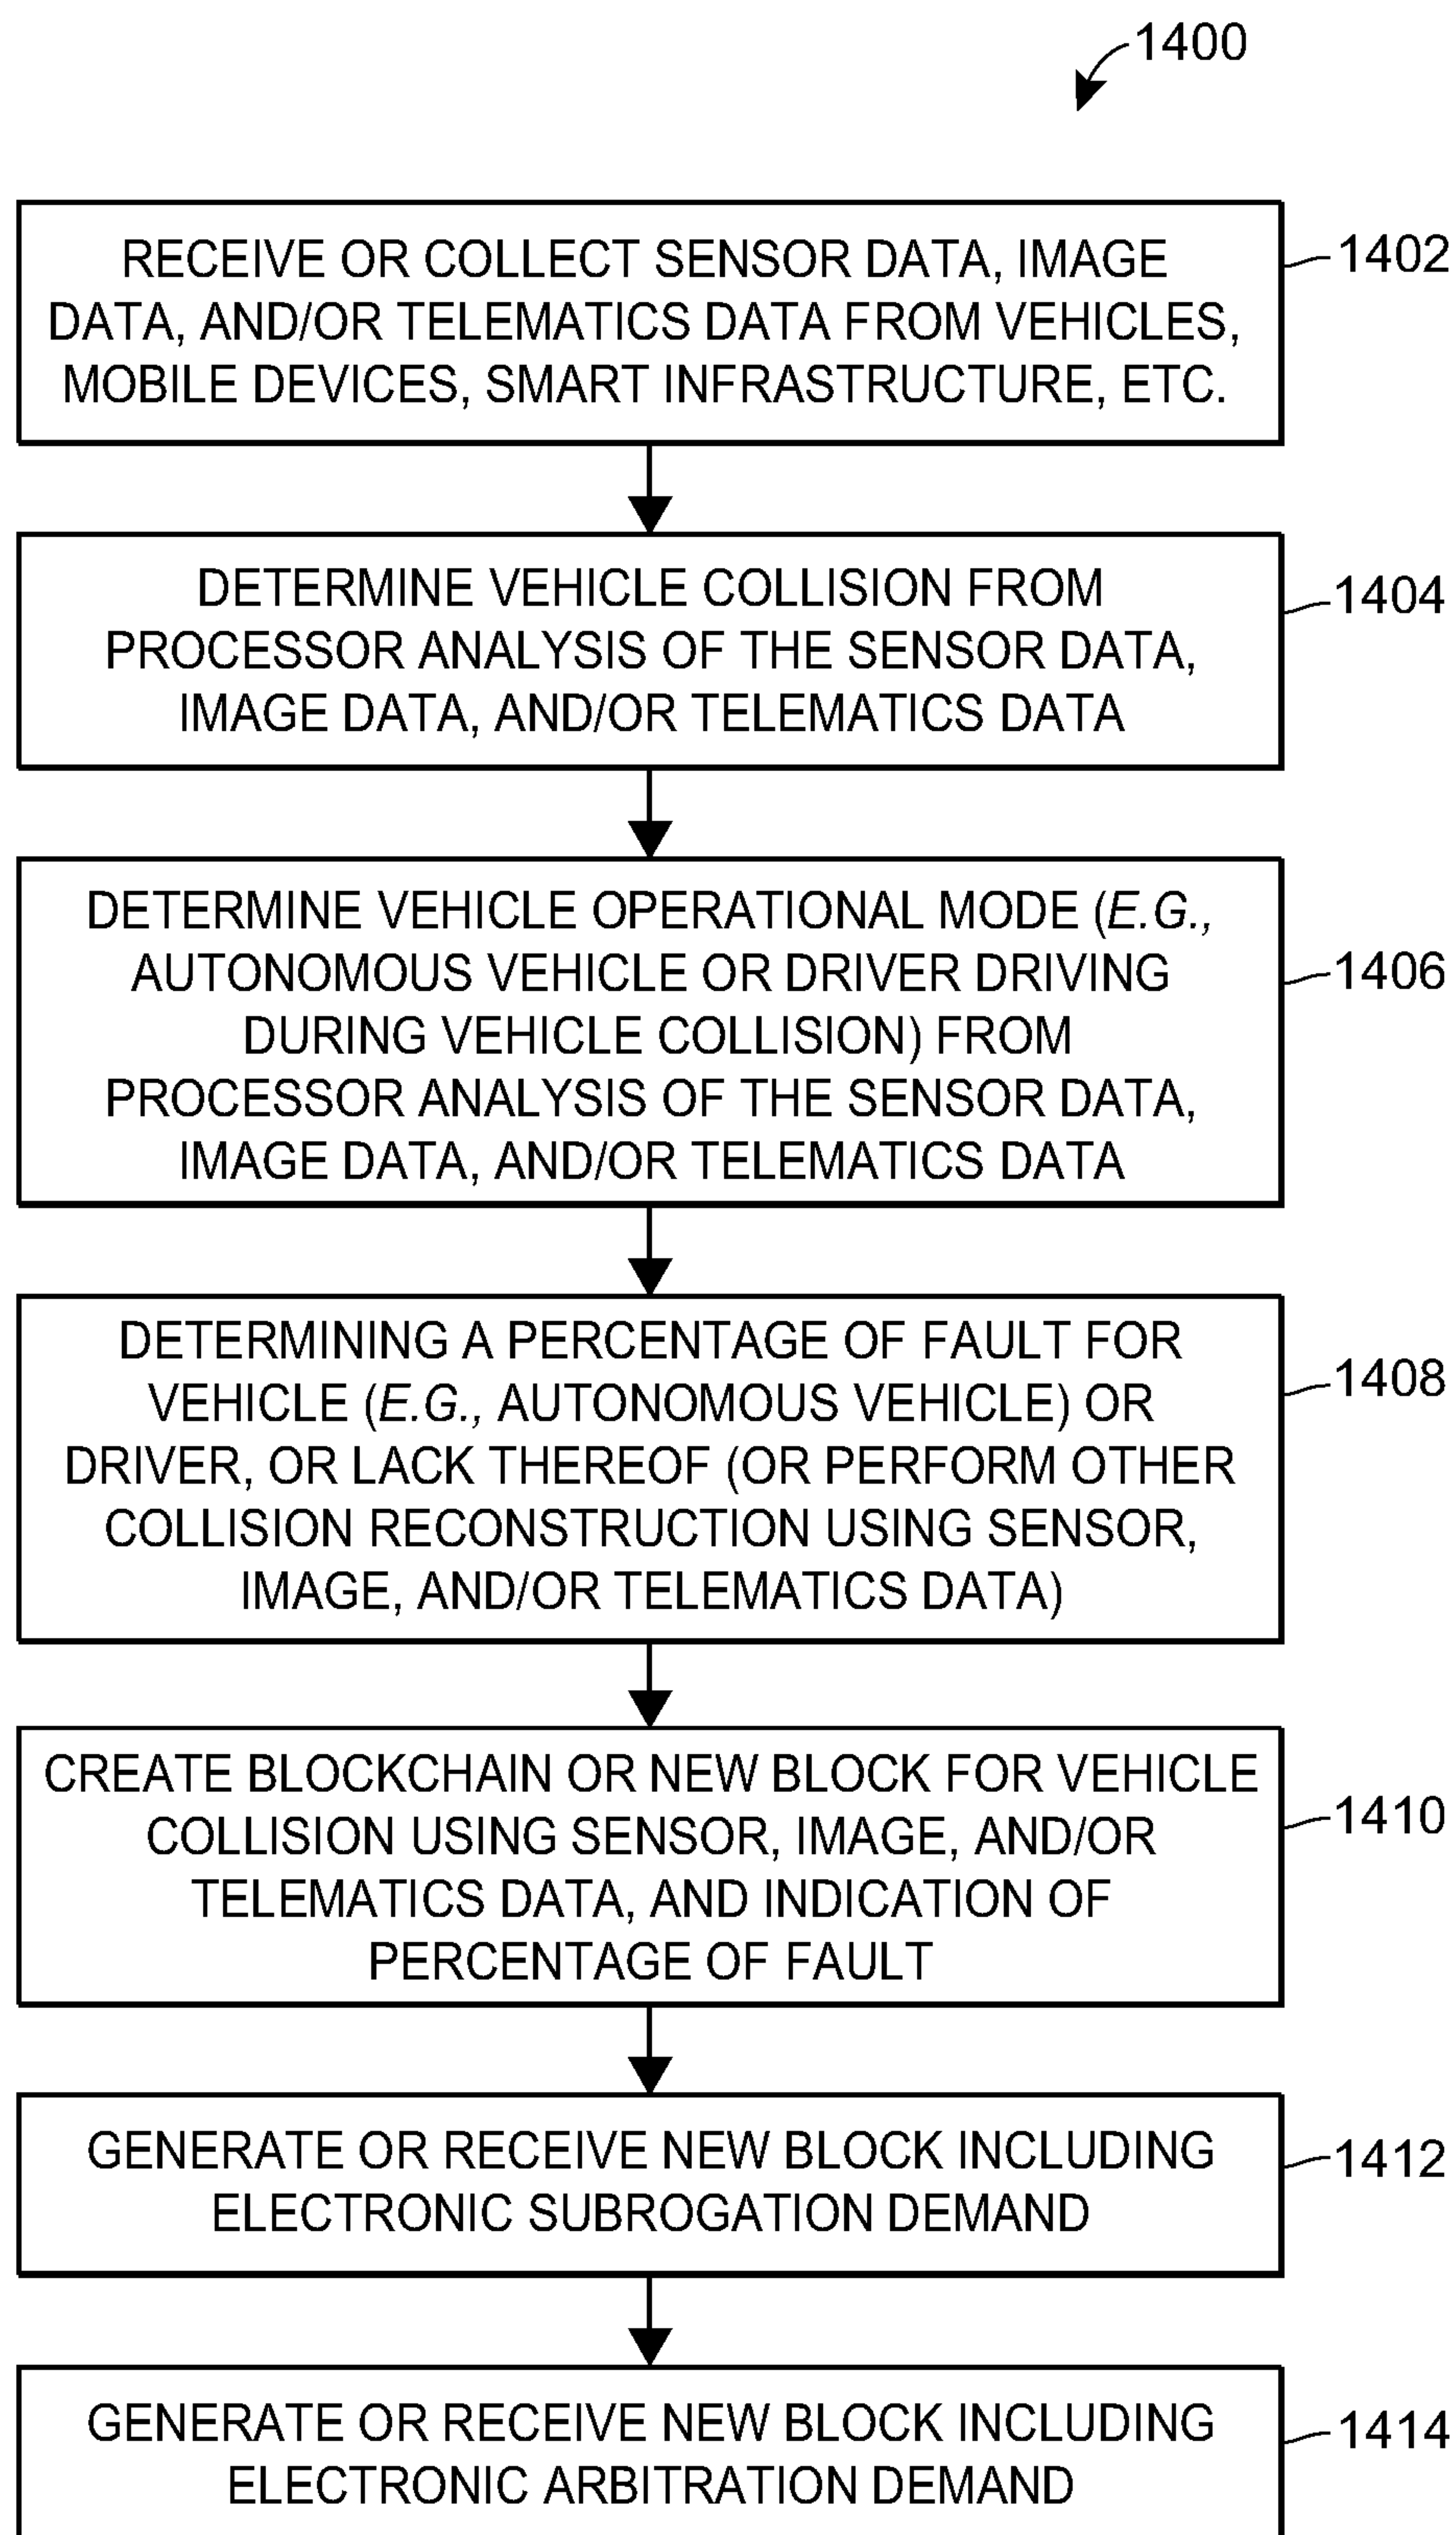 1400
RECEIVE OR COLLECT SENSOR DATA, IMAGE
DATA, AND/OR TELEMATICS DATA FROM VEHICLES,
MOBILE DEVICES, SMART INFRASTRUCTURE, ETC.
1402
DETERMINE VEHICLE COLLISION FROM
PROCESSOR ANALYSIS OF THE SENSOR DATA,
IMAGE DATA, AND/OR TELEMATICS DATA
1404
DETERMINE VEHICLE OPERATIONAL MODE (E.G.,
AUTONOMOUS VEHICLE OR DRIVER DRIVING
DURING VEHICLE COLLISION) FROM
PROCESSOR ANALYSIS OF THE SENSOR DATA,
IMAGE DATA, AND/OR TELEMATICS DATA
1406
DETERMINING A PERCENTAGE OF FAULT FOR
VEHICLE (E.G., AUTONOMOUS VEHICLE) OR
DRIVER, OR LACK THEREOF (OR PERFORM OTHER
COLLISION RECONSTRUCTION USING SENSOR,
IMAGE, AND/OR TELEMATICS DATA)
1408
CREATE BLOCKCHAIN OR NEW BLOCK FOR VEHICLE
COLLISION USING SENSOR, IMAGE, AND/OR
TELEMATICS DATA, AND INDICATION OF
PERCENTAGE OF FAULT
1410
GENERATE OR RECEIVE NEW BLOCK INCLUDING
ELECTRONIC SUBROGATION DEMAND
1412
GENERATE OR RECEIVE NEW BLOCK INCLUDING
ELECTRONIC ARBITRATION DEMAND
1414